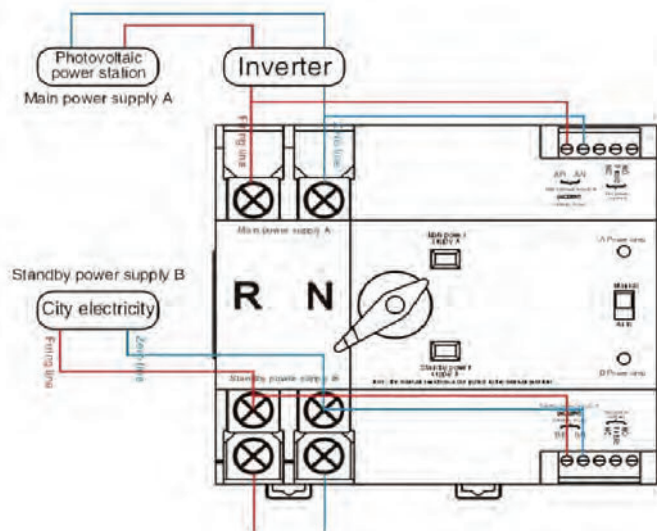 Photovoltaic
power station
Main power supply A
Inverter
Firing line
Zero line
AR AN
Main power supply A
Main power
supply A
A Power lamp
Standby power supply B
City electricity
R N
Manual
Auto
Firing line
Zero line
Standby power supply B
Standby power
supply B
B Power lamp
BR BN